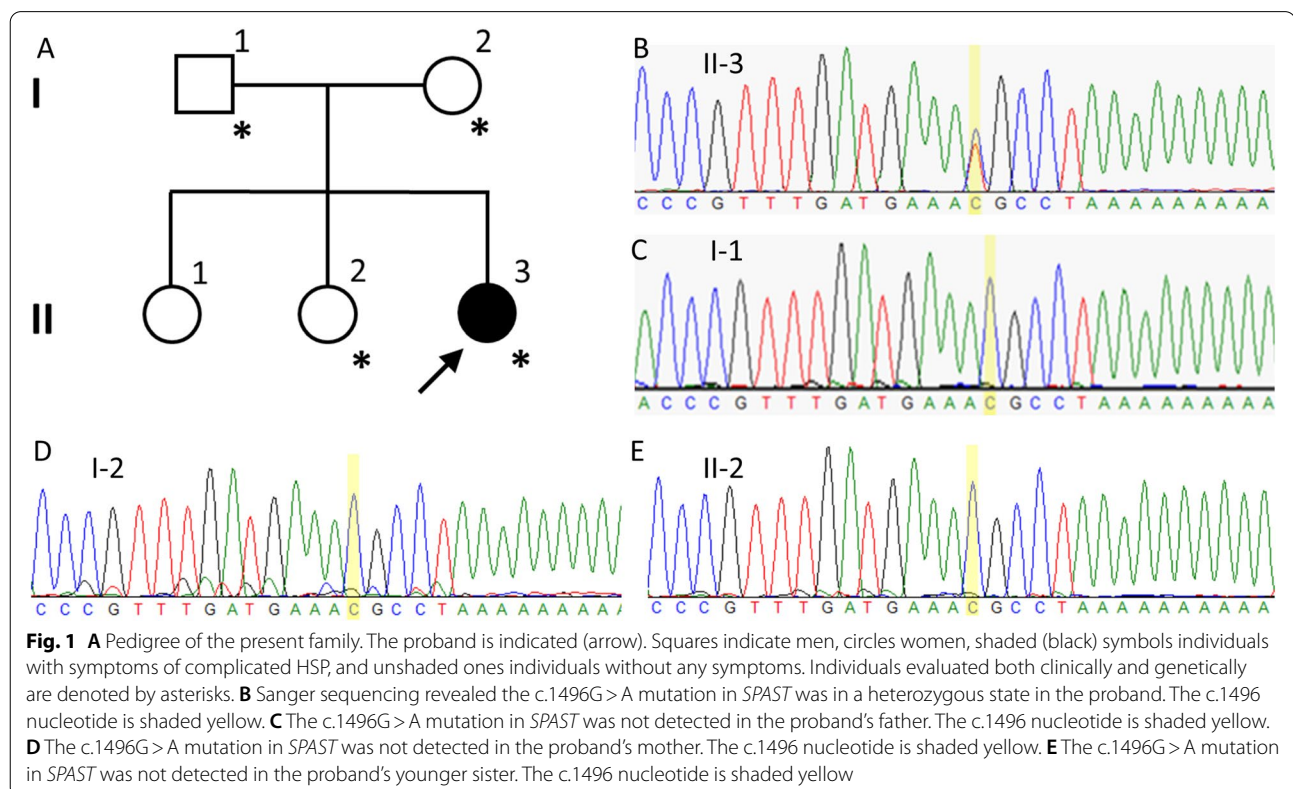 A
1
2
I
*
*
1
2
3
II
*
*
B
II-3
C C C G T T T G A T G A A A C G C C T A A A A A A A A A
C
I-1
A C C C G T T T G A T G A A A C G C C T A A A A A A A A
D
I-2
C C C G T T T G A T G A A A C G C C T A A A A A A A A A
E
II-2
C C C G T T T G A T G A A A C G C C T A A A A A A A A A
Fig. 1 A Pedigree of the present family. The proband is indicated (arrow). Squares indicate men, circles women, shaded (black) symbols individuals
with symptoms of complicated HSP, and unshaded ones individuals without any symptoms. Individuals evaluated both clinically and genetically
are denoted by asterisks. B Sanger sequencing revealed the c.1496G > A mutation in SPAST was in a heterozygous state in the proband. The c.1496
nucleotide is shaded yellow. C The c.1496G > A mutation in SPAST was not detected in the proband's father. The c.1496 nucleotide is shaded yellow.
D The c.1496G > A mutation in SPAST was not detected in the proband's mother. The c.1496 nucleotide is shaded yellow. E The c.1496G > A mutation
in SPAST was not detected in the proband's younger sister. The c.1496 nucleotide is shaded yellow